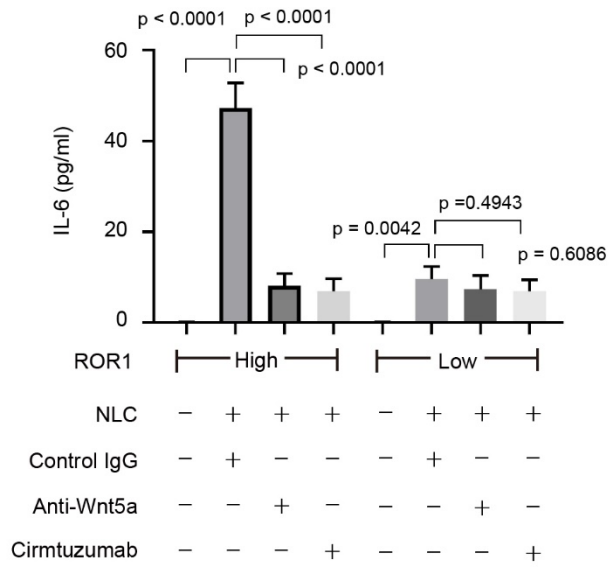 p < 0.0001 p < 0.0001
p < 0.0001
60
40
20
0
IL-6 (pg/ml)
p =0.4943
p = 0.0042
p = 0.6086
ROR1 High Low
NLC − + + + − + + +
Control IgG − + − − − + − −
Anti-Wnt5a − − + − − − + −
Cirmtuzumab − − − + − − − +